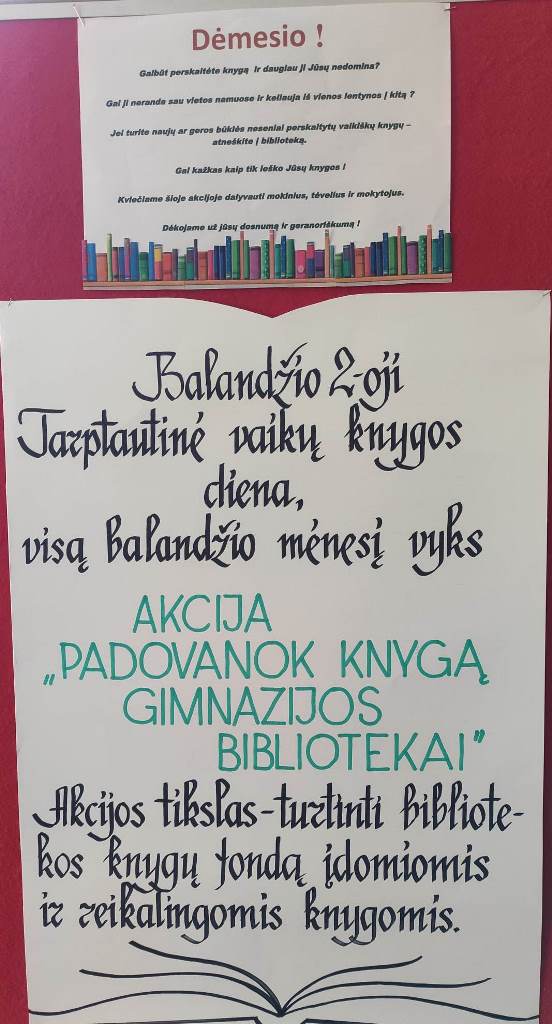 Dėmesio !
Galbūt perskaitėte knygą ir daugiau ji Jūsų nedomina?
Gal ji neranda sau vietos namuose ir keliauja iš vienos lentynos į kitą ?
Jei turite naujų ar geros būklės neseniai perskaitytų vaikiškų knygų –
atneškite į biblioteką.
Gal kažkas kaip tik ieško Jūsų knygos !
Kviečiame šioje akcijoje dalyvauti mokinius, tėvelius ir mokytojus.
Dėkojame už jūsų dosnumą ir geranoriškumą !
Balandžio 2-oji
Tarptautinė vaikų knygos
diena,
visą balandžio mėnesį vyks
AKCIJA
„PADOVANOK KNYGĄ
GIMNAZIJOS
BIBLIOTEKAI”
Akcijos tikslas-turtinti bibliote-
kos knygų fondą įdomiomis
ir reikalingomis knygomis.